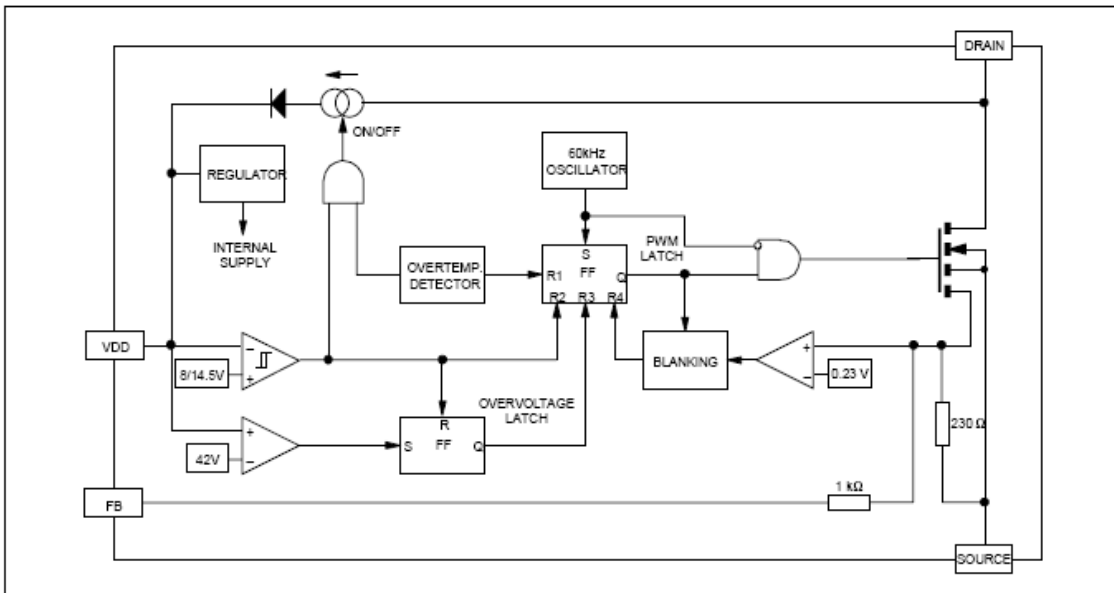 DRAIN
ON/OFF
60kHz
OSCILLATOR
REGULATOR
INTERNAL
SUPPLY
PWM
LATCH
S
FF
R1
Q
R2 R3 R4
OVERTEMP.
DETECTOR
VDD
8/14.5V
−
+
BLANKING
+
−
0.23 V
OVERVOLTAGE
LATCH
R
S
FF
Q
+
−
42V
230 Ω
1 kΩ
FB
SOURCE